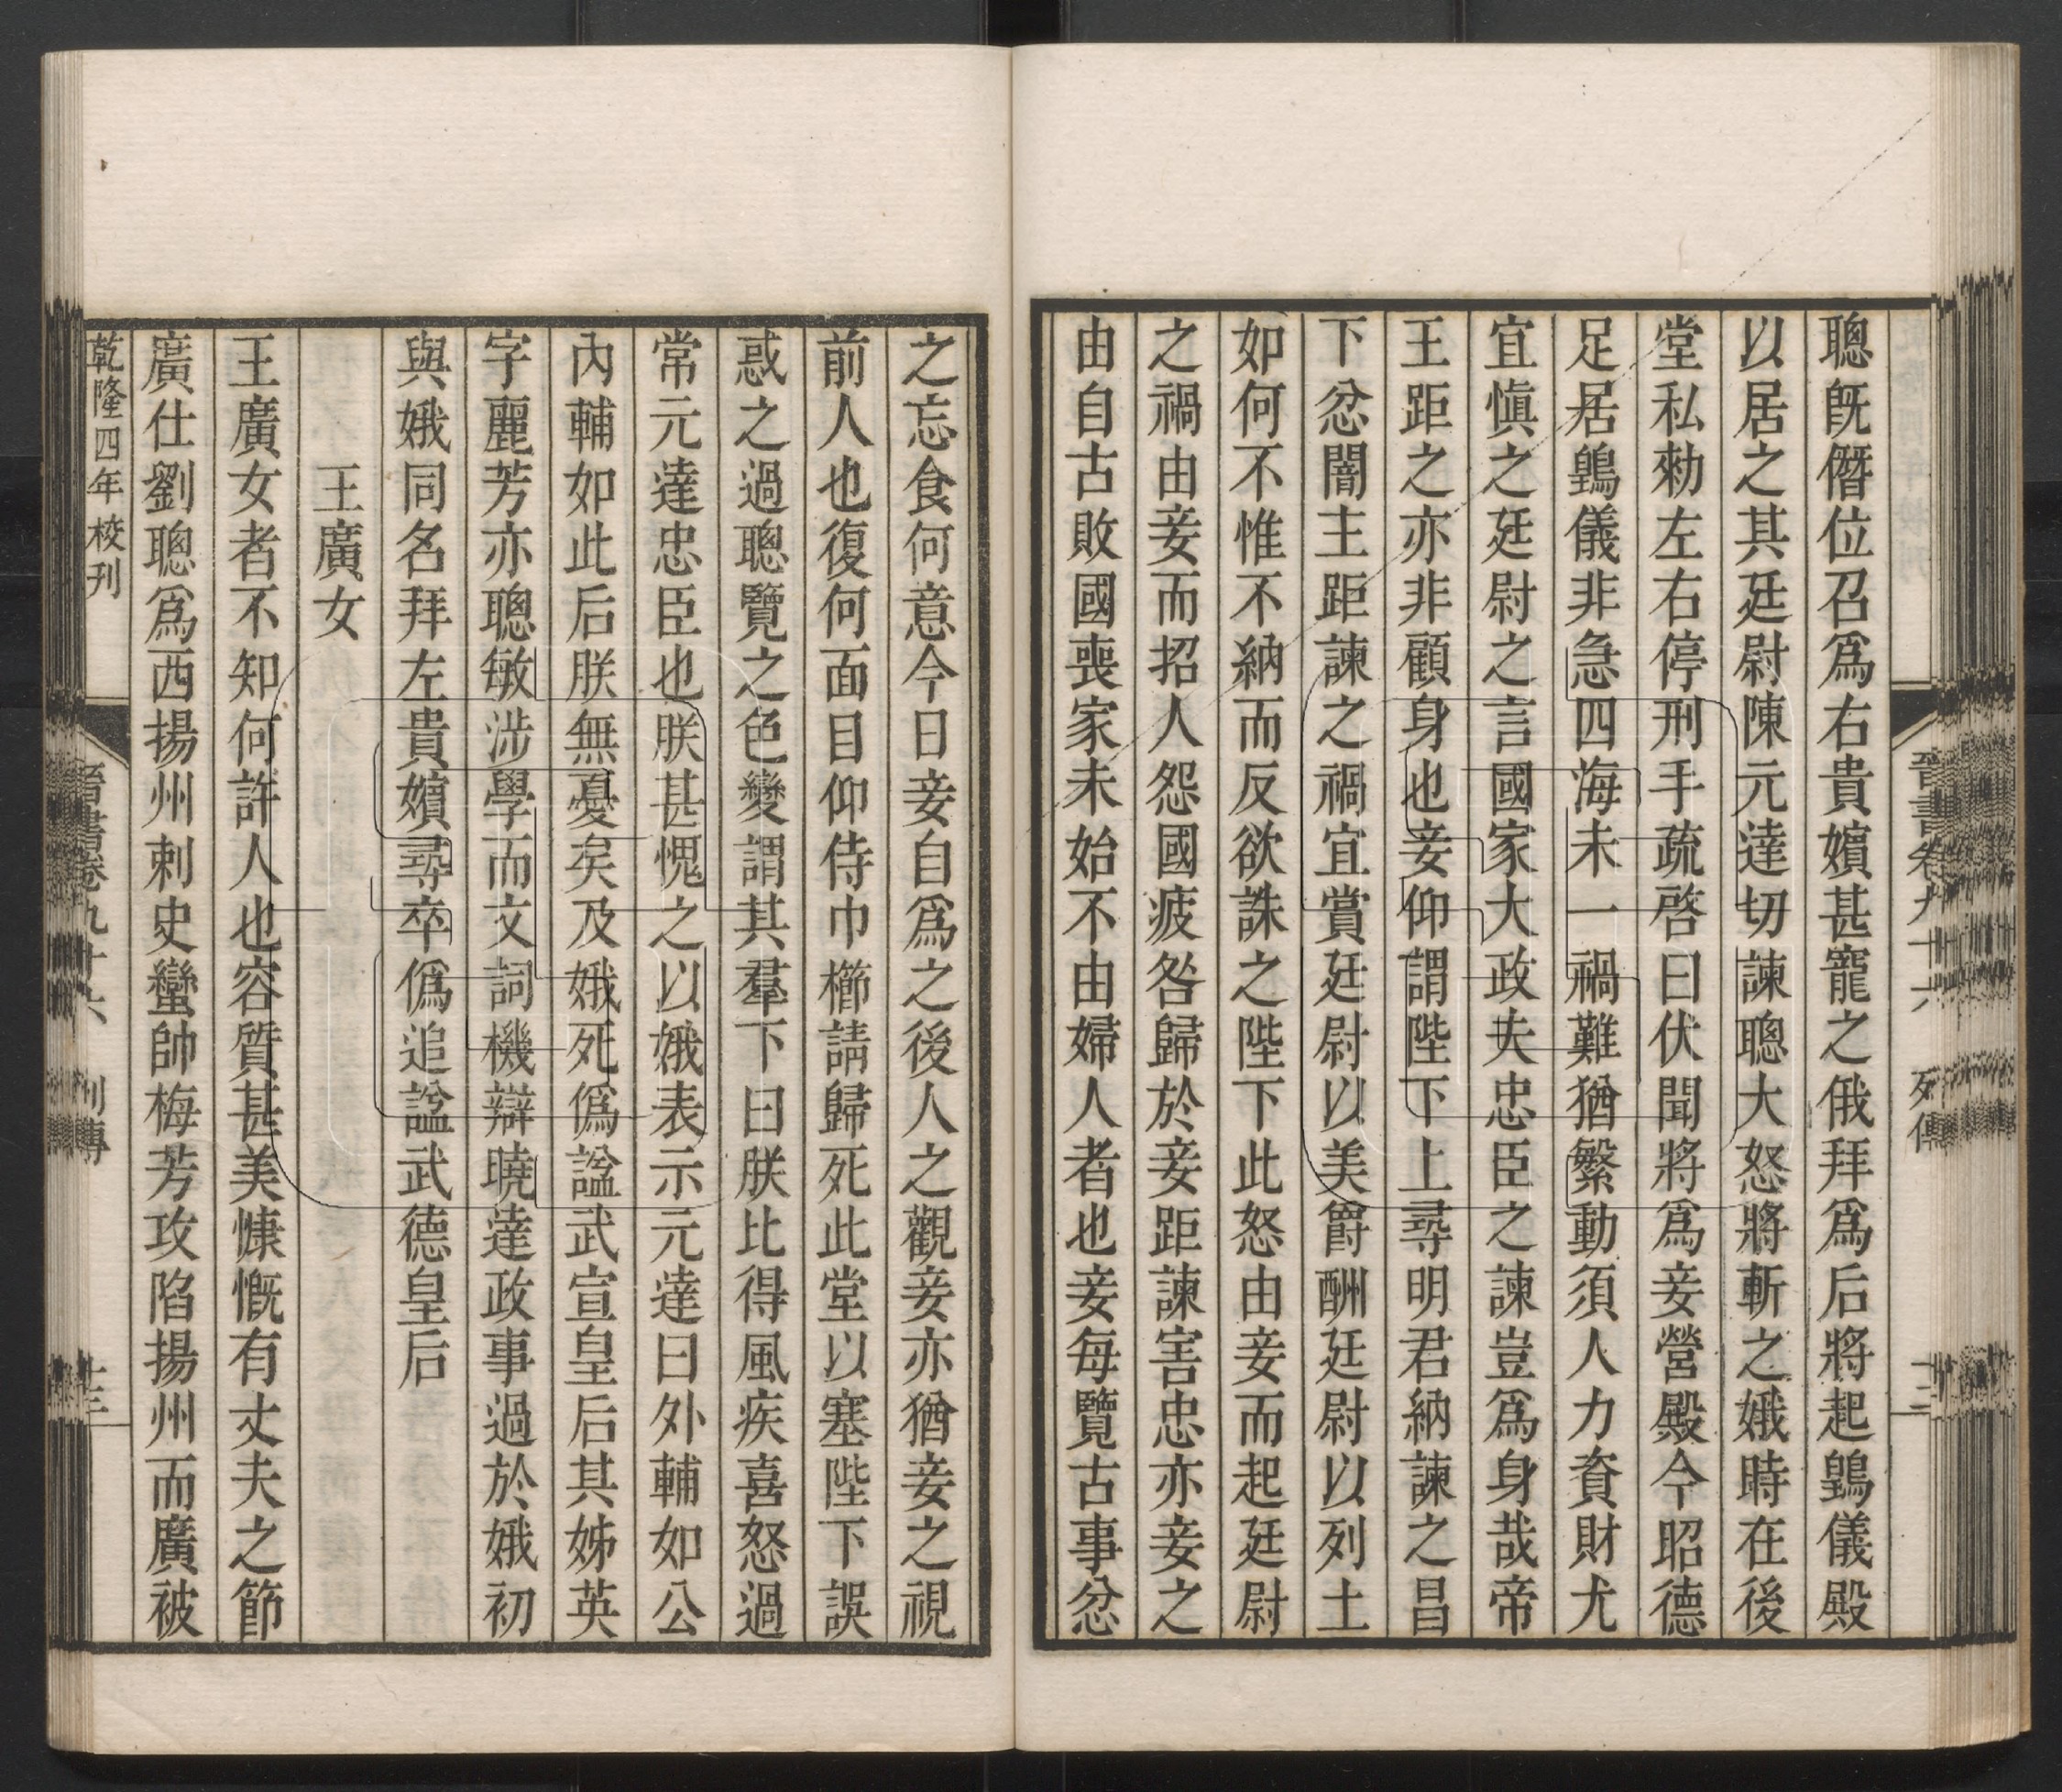 晉書卷九十六 列傳 十二
聰旣僭位召爲右貴嬪甚寵之俄拜爲后將起䳨儀殿
以居之其廷尉陳元達切諫聰大怒將斬之娥時在後
堂私勑左右停刑手疏啓曰伏聞將爲妾營殿今昭德
足居䳨儀非急四海未一禍難猶繁動須人力資財尤
宜愼之廷尉之言國家大政夫忠臣之諫豈爲身哉帝
王距之亦非顧身也妾仰謂陛下上尋明君納諫之昌
下忿闇主距諫之禍宜賞廷尉以美爵酬廷尉以列土
如何不惟不納而反欲誅之陛下此怒由妾而起廷尉
之禍由妾而招人怨國疲咎歸於妾距諫害忠亦妾之
由自古敗國喪家未始不由婦人者也妾每覽古事忿
之忘食何意今日妾自爲之後人之觀妾亦猶妾之視
前人也復何面目仰侍巾櫛請歸死此堂以塞陛下誤
惑之過聰覽之色變謂其羣下曰朕比得風疾喜怒過
常元達忠臣也朕甚愧之以娥表示元達曰外輔如公
內輔如此后朕無憂矣及娥死僞謚武宣皇后其姊英
字麗芳亦聰敏涉學而文詞機辯曉達政事過於娥初
與娥同名拜左貴嬪尋卒僞追謚武德皇后
王廣女
王廣女者不知何許人也容質甚美慷慨有丈夫之節
廣仕劉聰爲西揚州刺史蠻帥梅芳攻陷揚州而廣被
乾隆四年校刊 晉書卷九十六 列傳 十三